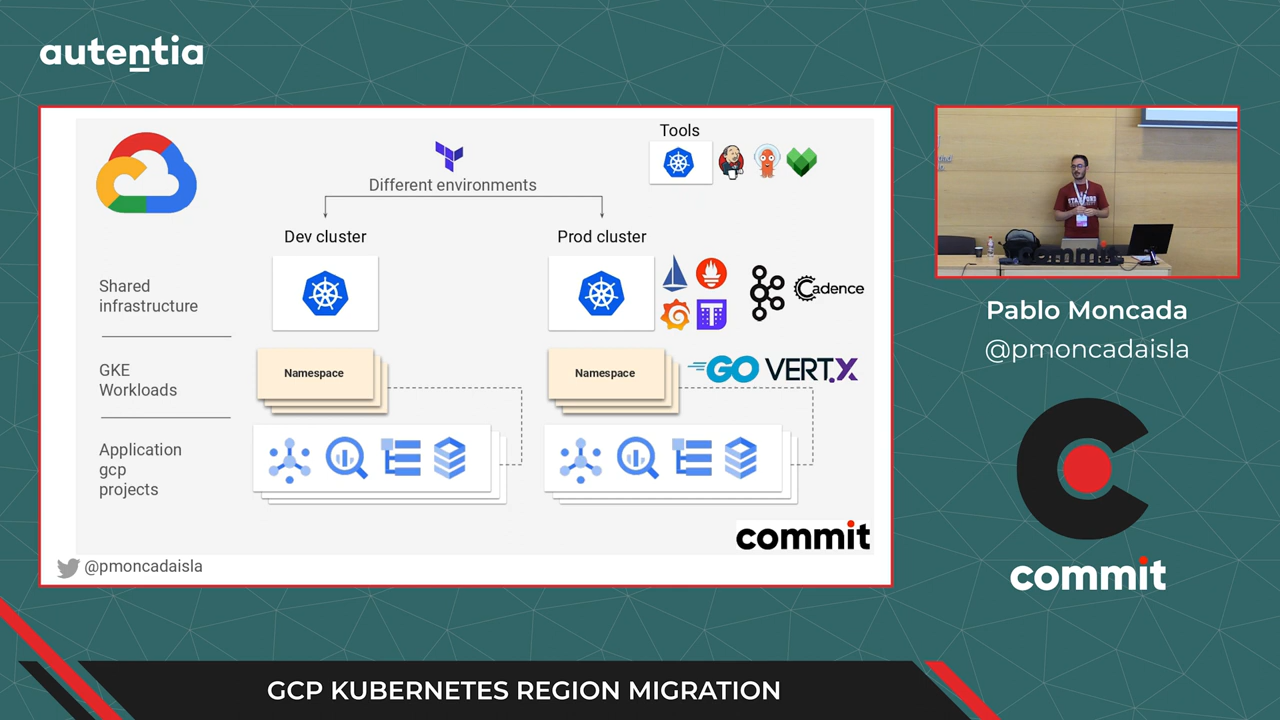 autentia
Tools
Different environments
Dev cluster
Prod cluster
Shared
infrastructure
cadence
GKE
Workloads
Namespace
Namespace
GO
VERT.X
Application
gcp
projects
commit
@pmoncadaisla
Pablo Moncada
@pmoncadaisla
commit
GCP KUBERNETES REGION MIGRATION